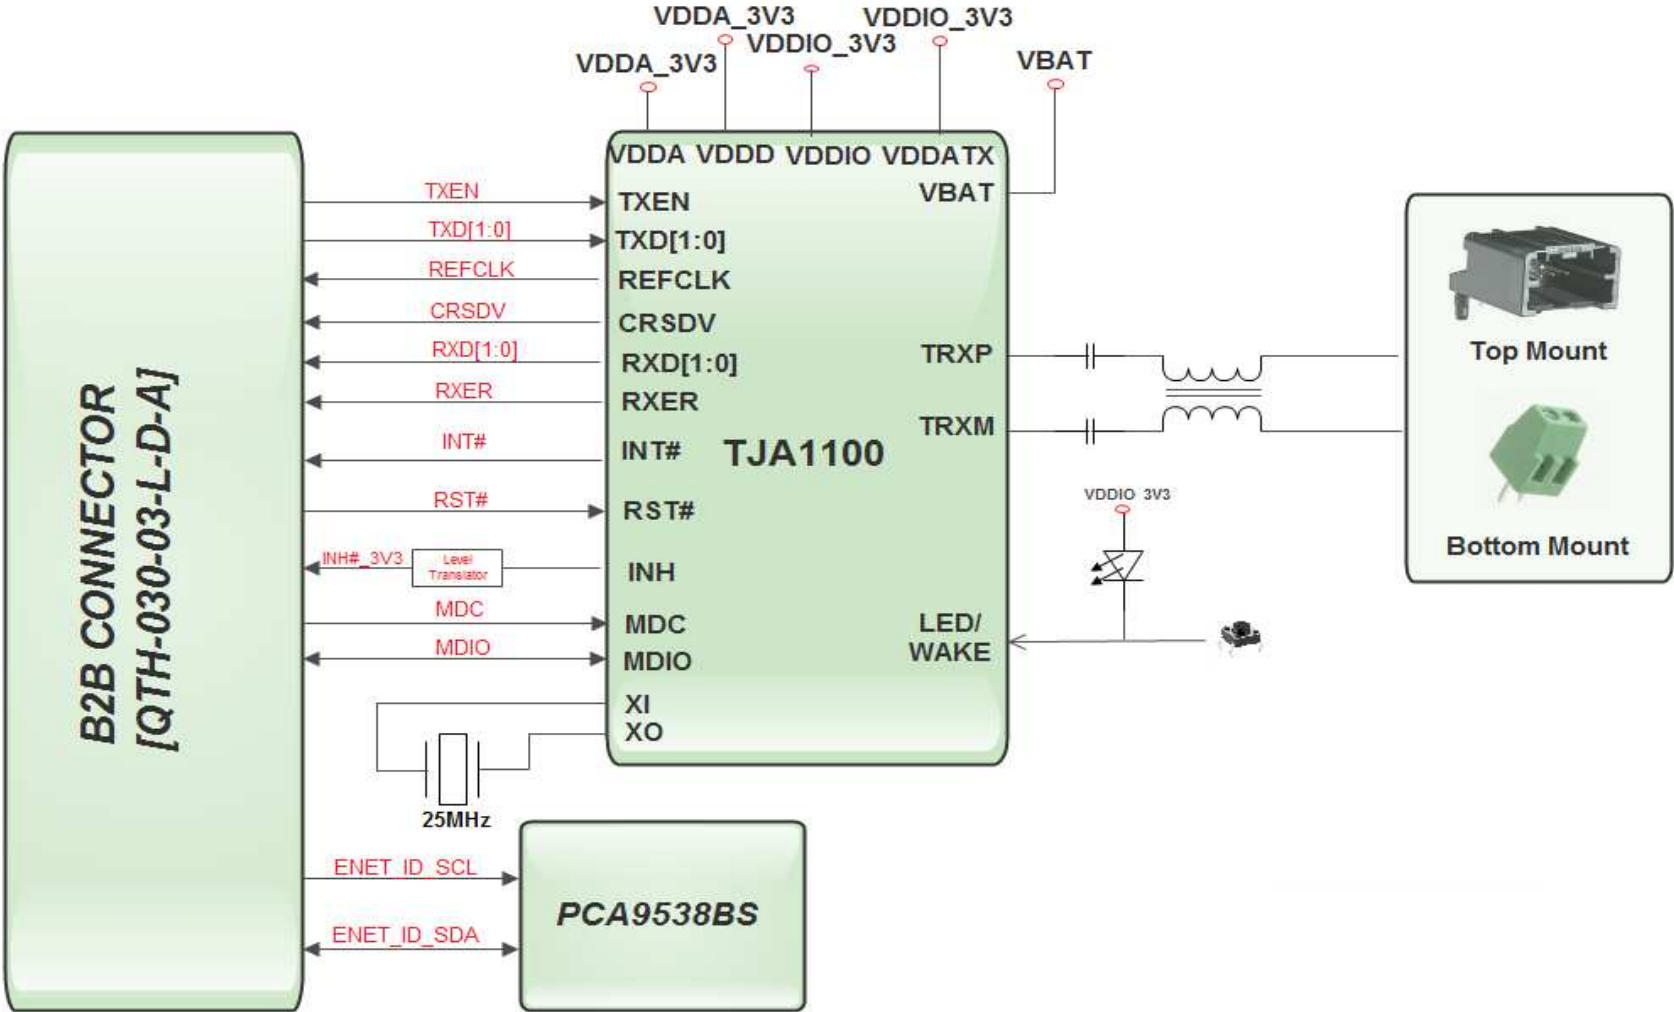 VDDA_3V3
VDDIO_3V3
VDDIO_3V3
VDDA_3V3
VBAT
VDDA VDDD VDDIO VDDATX
VBAT
TXEN
TXEN
TXD[1:0]
TXD[1:0]
REFCLK
REFCLK
CRSDV
CRSDV
RXD[1:0]
RXD[1:0]
RXER
RXER
INT#
INT#
TJA1100
RST#
RST#
INH#_3V3
Level
Translator
INH
MDC
MDC
MDIO
MDIO
XI
XO
25MHz
TRXP
TRXM
VDDIO 3V3
LED/
WAKE
Top Mount
Bottom Mount
B2B CONNECTOR
[QTH-030-03-L-D-A]
ENET_ID_SCL
ENET_ID_SDA
PCA9538BS